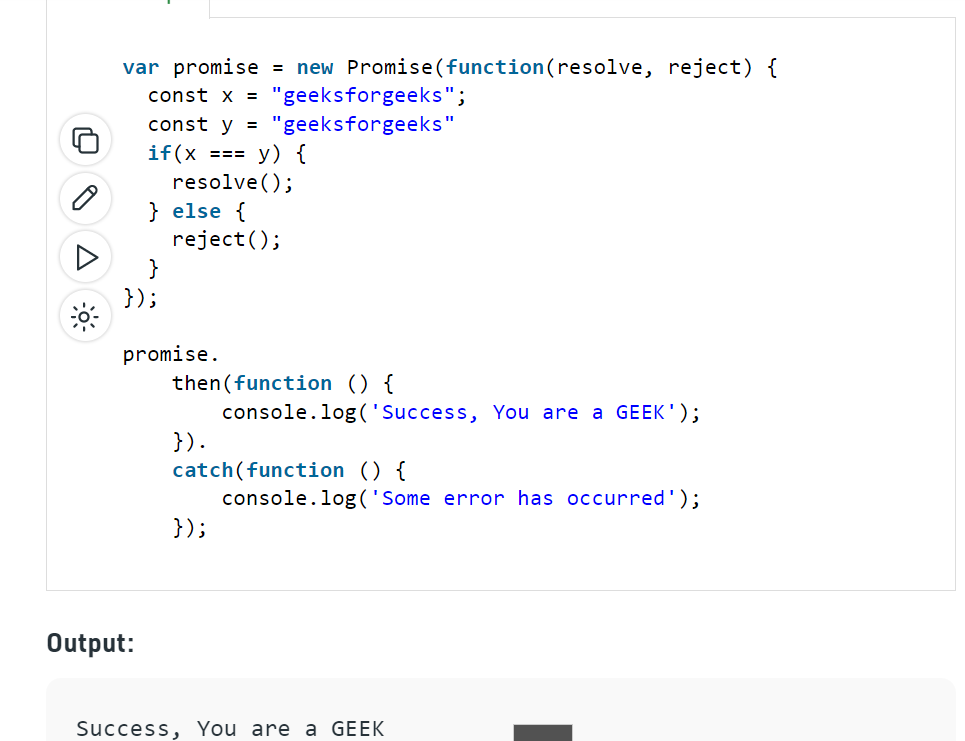 var promise = new Promise(function(resolve, reject) {
  const x = "geeksforgeeks";
  const y = "geeksforgeeks"
  if(x === y) {
    resolve();
  } else {
    reject();
  }
});

promise.
    then(function () {
        console.log('Success, You are a GEEK');
    }).
    catch(function () {
        console.log('Some error has occurred');
    });

Output:
Success, You are a GEEK